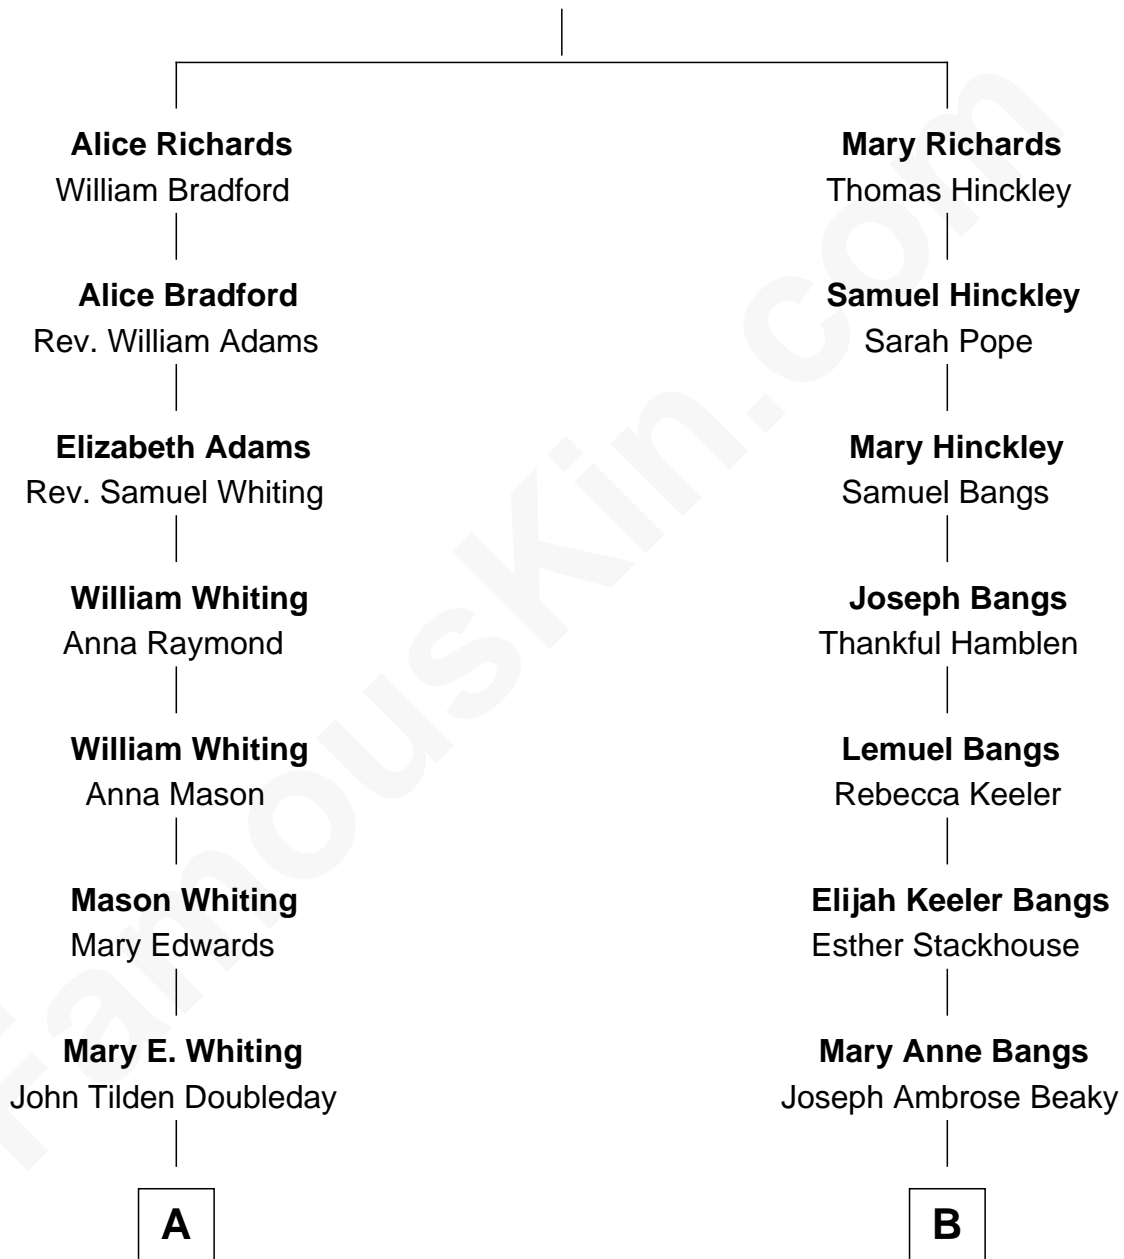 Alice Richards
William Bradford
Alice Bradford
Rev. William Adams
Elizabeth Adams
Rev. Samuel Whiting
William Whiting
Anna Raymond
William Whiting
Anna Mason
Mason Whiting
Mary Edwards
Mary E. Whiting
John Tilden Doubleday
A
Mary Richards
Thomas Hinckley
Samuel Hinckley
Sarah Pope
Mary Hinckley
Samuel Bangs
Joseph Bangs
Thankful Hamblen
Lemuel Bangs
Rebecca Keeler
Elijah Keeler Bangs
Esther Stackhouse
Mary Anne Bangs
Joseph Ambrose Beaky
B
FamousKin.com